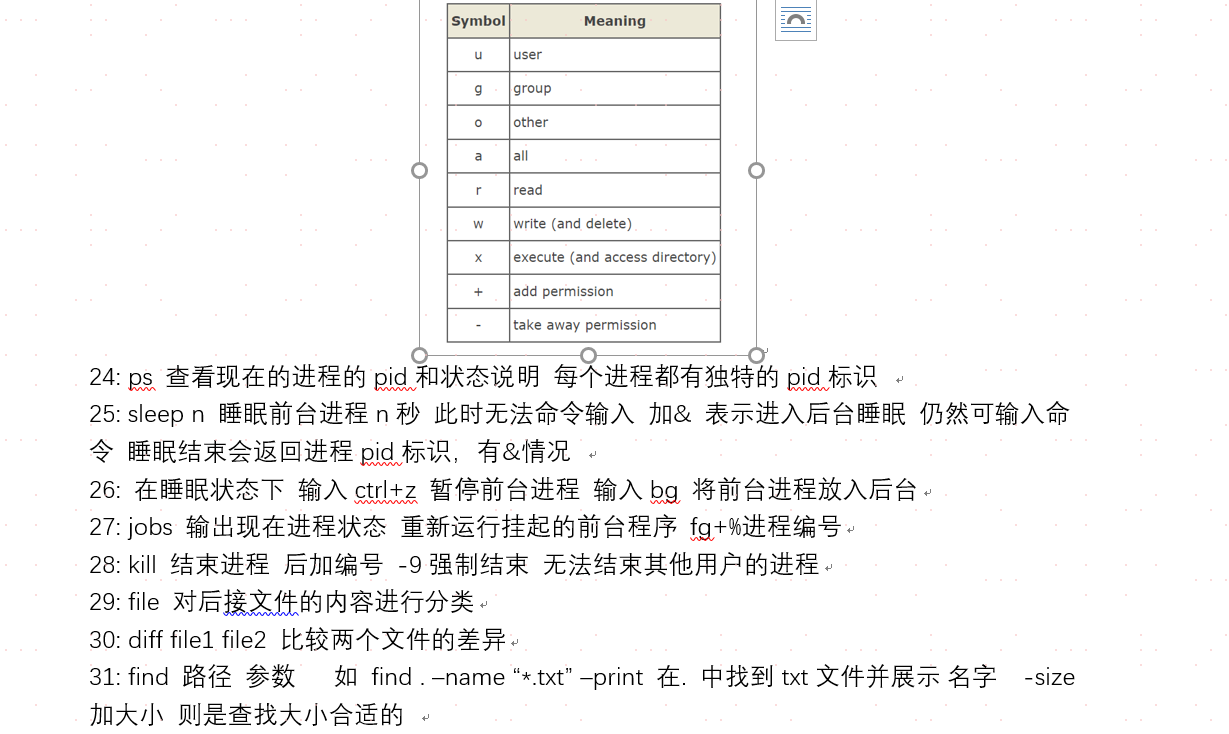 Symbol Meaning
u user
g group
o other
a all
r read
w write (and delete)
x execute (and access directory)
+ add permission
- take away permission
24: ps 查看现在的进程的 pid 和状态说明 每个进程都有独特的 pid 标识
25: sleep n 睡眠前台进程 n 秒 此时无法命令输入 加& 表示进入后台睡眠 仍然可输入命
令 睡眠结束会返回进程 pid 标识，有&情况
26: 在睡眠状态下 输入 ctrl+z 暂停前台进程 输入 bg 将前台进程放入后台
27: jobs 输出现在进程状态 重新运行挂起的前台程序 fg+%进程编号
28: kill 结束进程 后加编号 -9 强制结束 无法结束其他用户的进程
29: file 对后接文件的内容进行分类
30: diff file1 file2 比较两个文件的差异
31: find 路径 参数 如 find . –name “*.txt” –print 在. 中找到 txt 文件并展示 名字 -size
加大小 则是查找大小合适的